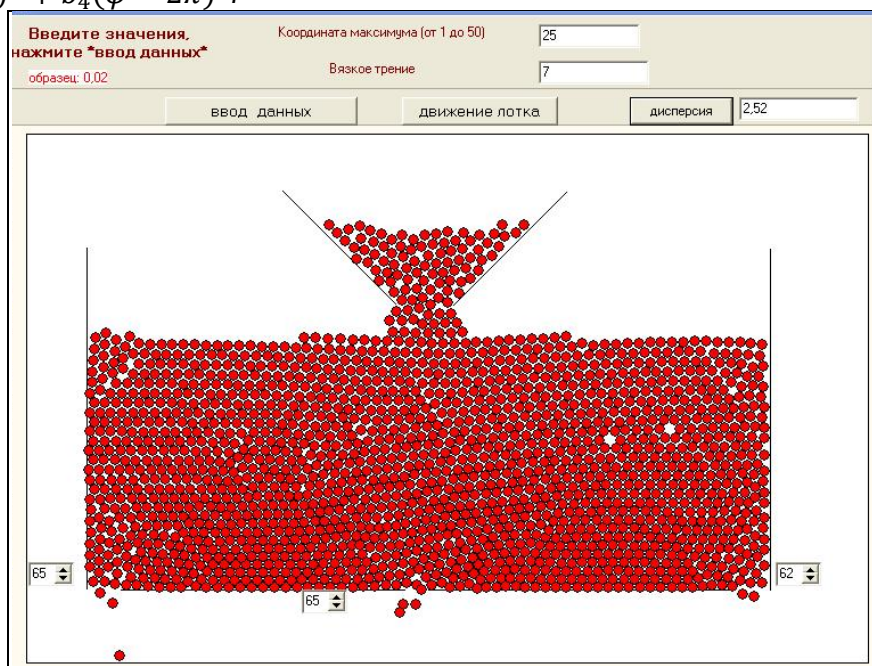 Введите значения, нажмите *ввод данных*
образец: 0,02
Координата максимума (от 1 до 50) 25
Вязкое трение 7
ввод данных движение лотка дисперсия 2,52
65 65 62